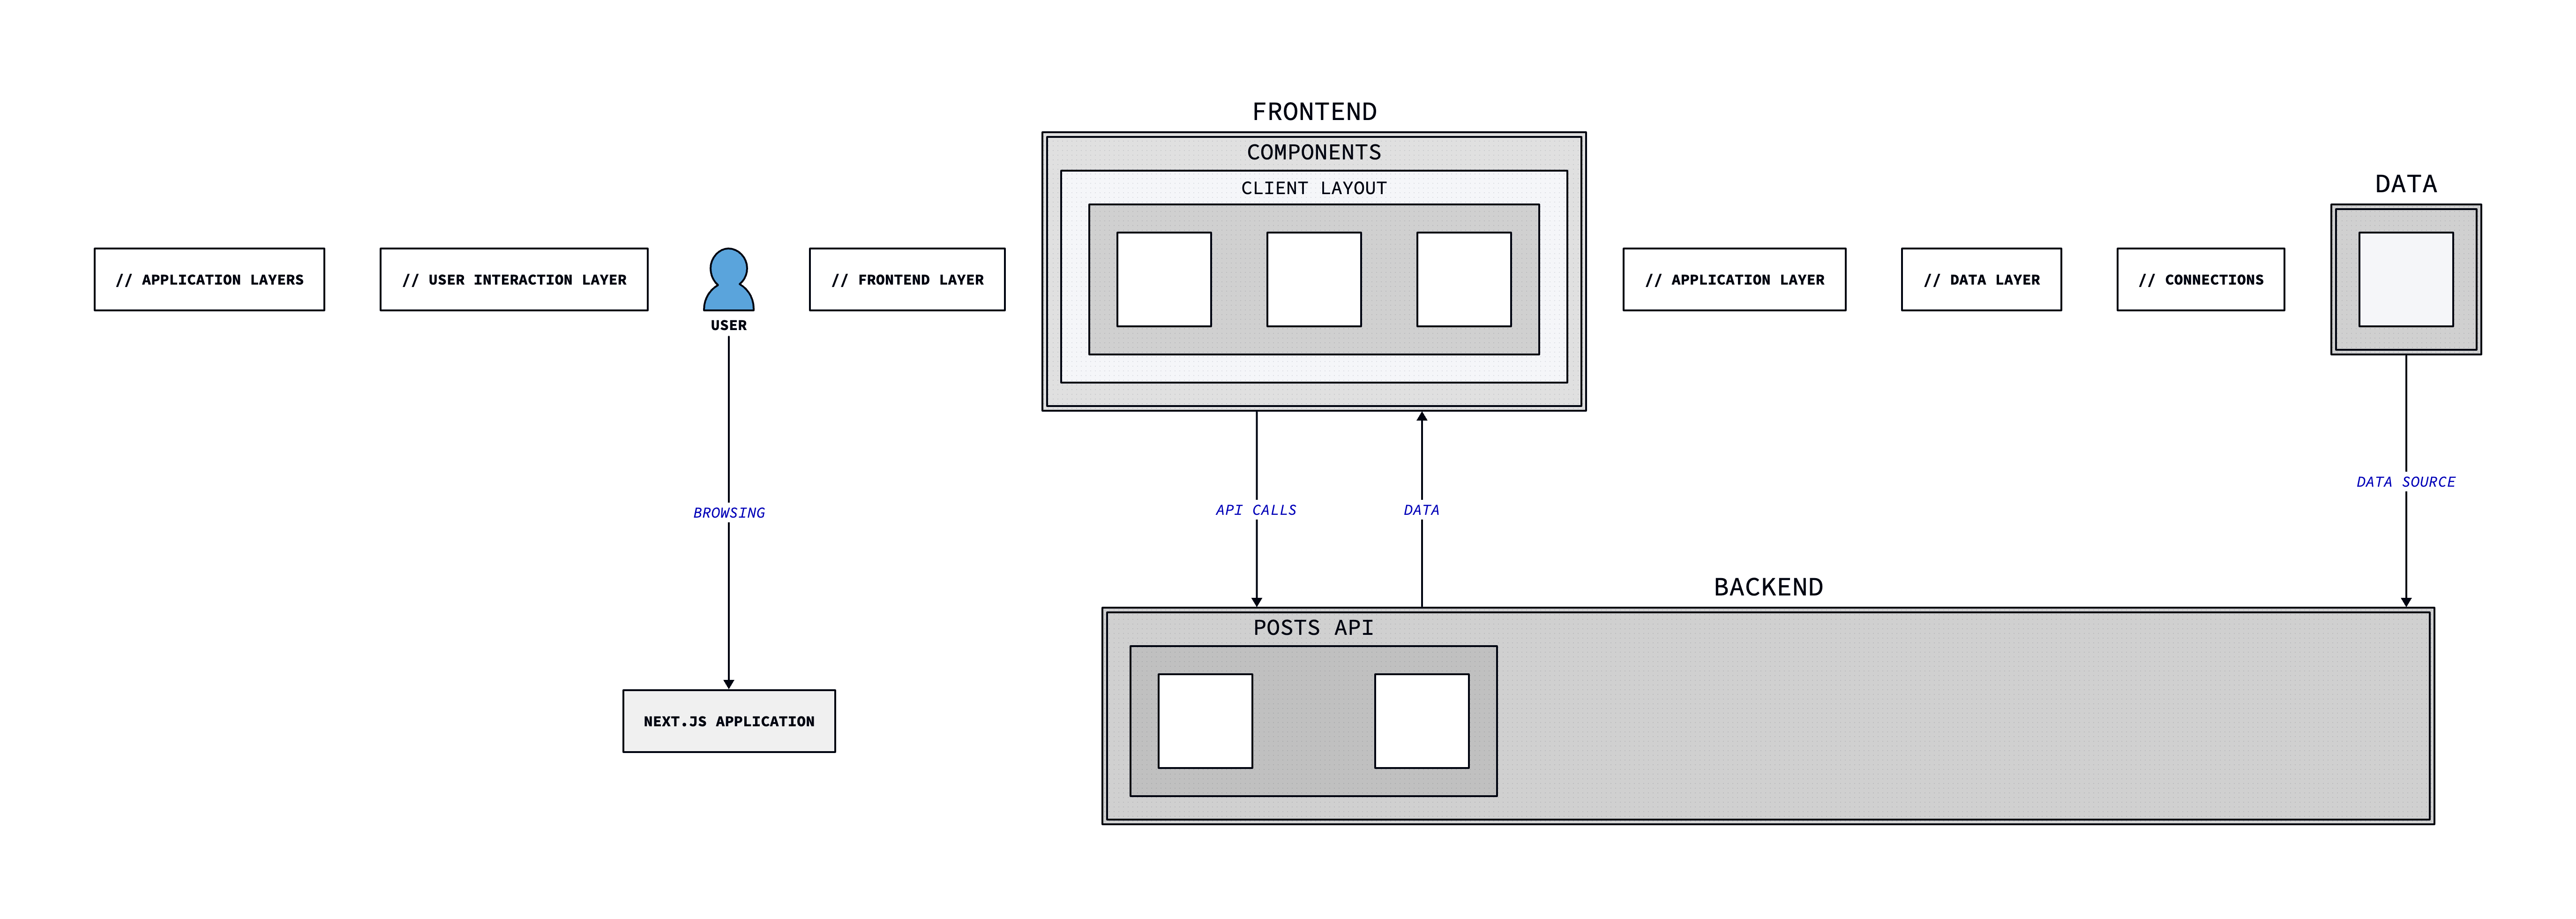 FRONTEND
COMPONENTS
CLIENT LAYOUT
DATA
// APPLICATION LAYERS
// USER INTERACTION LAYER
USER
// FRONTEND LAYER
// APPLICATION LAYER
// DATA LAYER
// CONNECTIONS
BROWSING
API CALLS
DATA
DATA SOURCE
BACKEND
POSTS API
NEXT.JS APPLICATION